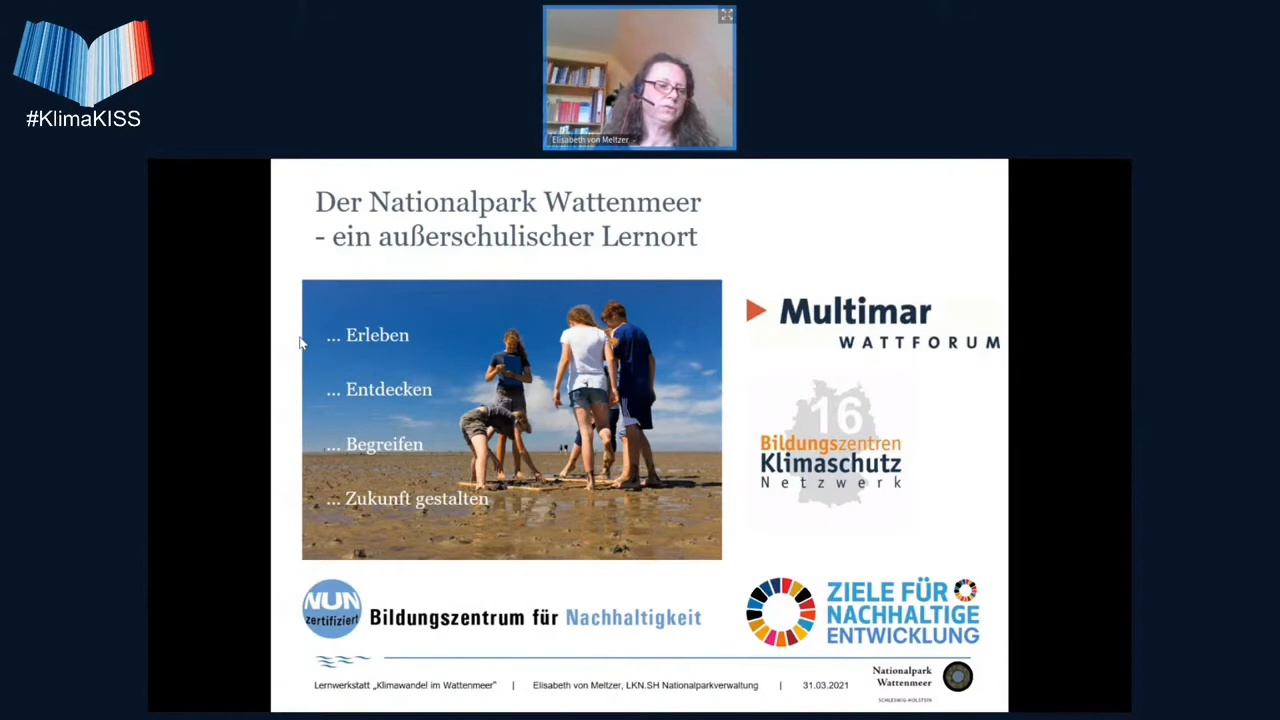 #KlimaKISS
Elisabeth von Meltzer
Der Nationalpark Wattenmeer
- ein außerschulischer Lernort
... Erleben
... Entdecken
... Begreifen
... Zukunft gestalten
Multimar
WATTFORUM
16
Bildungszentren
Klimaschutz
Netzwerk
NUN
zertifiziert
Bildungszentrum für Nachhaltigkeit
ZIELE FÜR
NACHHALTIGE
ENTWICKLUNG
Lernwerkstatt „Klimawandel im Wattenmeer" | Elisabeth von Meltzer, LKN.SH Nationalparkverwaltung | 31.03.2021
Nationalpark
Wattenmeer
SCHLESWIG-HOLSTEIN